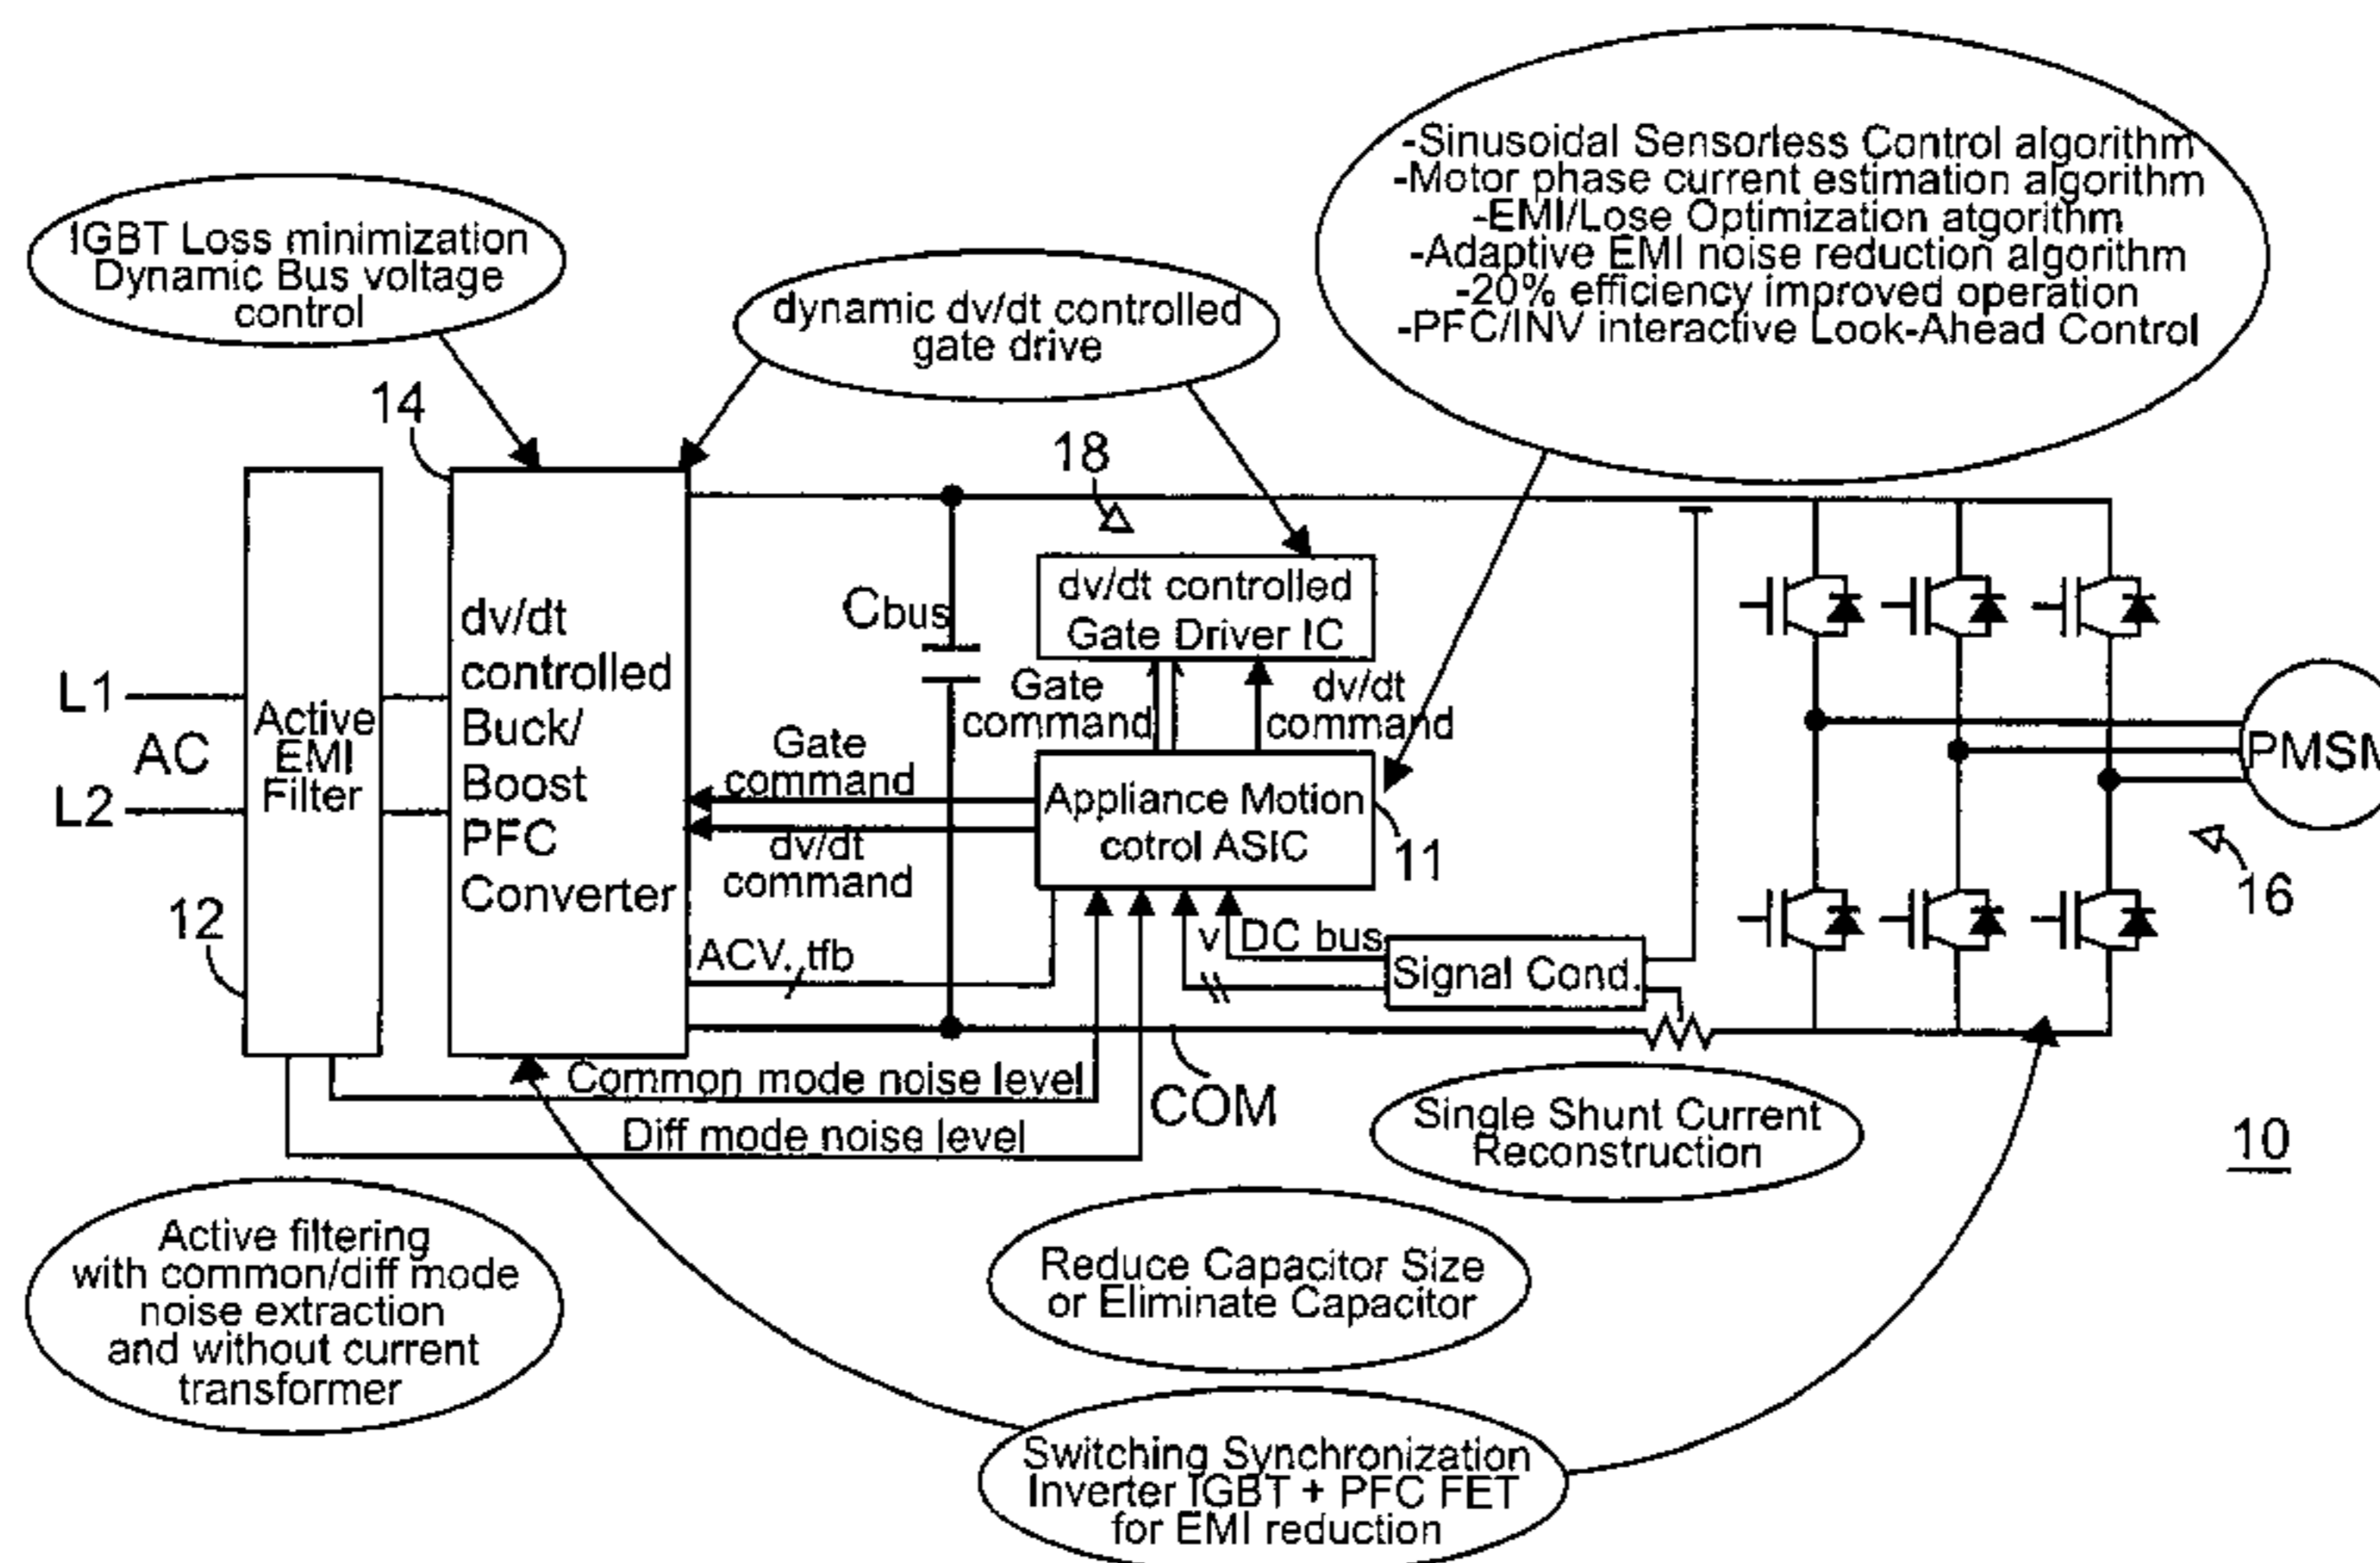 -Sinusoidal Sensorless Control algorithm
-Motor phase current estimation algorithm
-EMI/Lose Optimization atgorithm
-Adaptive EMI noise reduction algorithm
-20% efficiency improved operation
-PFC/INV interactive Look-Ahead Control
IGBT Loss minimization
Dynamic Bus voltage
control
dynamic dv/dt controlled
gate drive
14
18
dv/dt controlled
Gate Driver IC
Cbus
Gate
command
dv/dt
command
L1
AC
L2
Active
EMI
Filter
dv/dt
controlled
Buck/
Boost
PFC
Converter
Gate
command
dv/dt
command
Appliance Motion
cotrol ASIC
11
PMSM
16
12
ACV. tfb
v DC bus
Signal Cond.
Common mode noise level
Diff mode noise level
COM
Single Shunt Current
Reconstruction
10
Active filtering
with common/diff mode
noise extraction
and without current
transformer
Reduce Capacitor Size
or Eliminate Capacitor
Switching Synchronization
Inverter IGBT + PFC FET
for EMI reduction